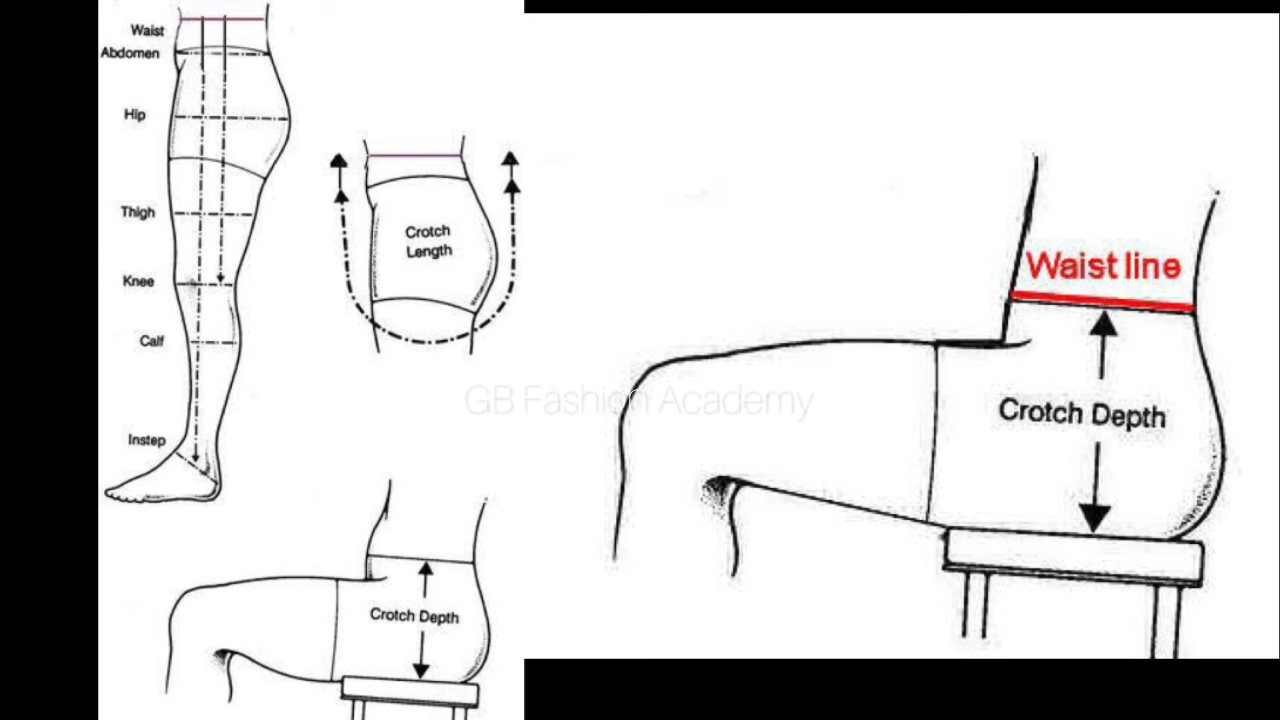 Waist
Abdomen
Hip
Thigh
Knee
Calf
Instep
Crotch
Length
Crotch Depth
Waist line
Crotch Depth
GB Fashion Academy